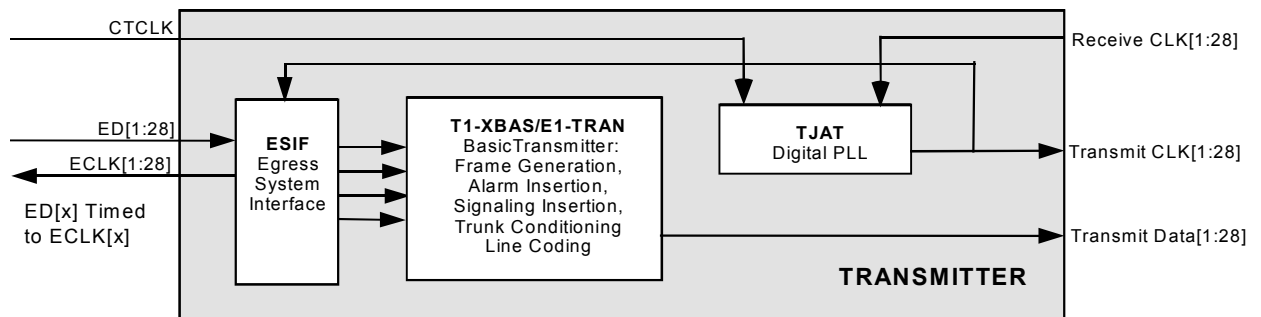 CTCLK
Receive CLK[1:28]
ED[1:28]
ECLK[1:28]
ED[x] Timed
to ECLK[x]
ESIF
Egress
System
Interface
T1-XBAS/E1-TRAN
BasicTransmitter:
Frame Generation,
Alarm Insertion,
Signaling Insertion,
Trunk Conditioning
Line Coding
TJAT
Digital PLL
Transmit CLK[1:28]
Transmit Data[1:28]
TRANSMITTER